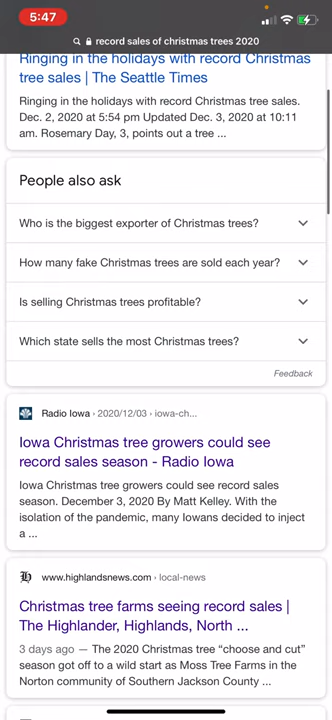 5:47
record sales of christmas trees 2020
Ringing in the holidays with record Christmas
tree sales | The Seattle Times
Ringing in the holidays with record Christmas tree sales.
Dec. 2, 2020 at 5:54 pm Updated Dec. 3, 2020 at 10:11
am. Rosemary Day, 3, points out a tree ...
People also ask
Who is the biggest exporter of Christmas trees?
How many fake Christmas trees are sold each year?
Is selling Christmas trees profitable?
Which state sells the most Christmas trees?
Feedback
Radio Iowa · 2020/12/03 › iowa-ch...
Iowa Christmas tree growers could see
record sales season - Radio Iowa
Iowa Christmas tree growers could see record sales
season. December 3, 2020 By Matt Kelley. With the
isolation of the pandemic, many Iowans decided to inject
a ...
www.highlandsnews.com › local-news
Christmas tree farms seeing record sales |
The Highlander, Highlands, North ...
3 days ago — The 2020 Christmas tree “choose and cut”
season got off to a wild start as Moss Tree Farms in the
Norton community of Southern Jackson County ...